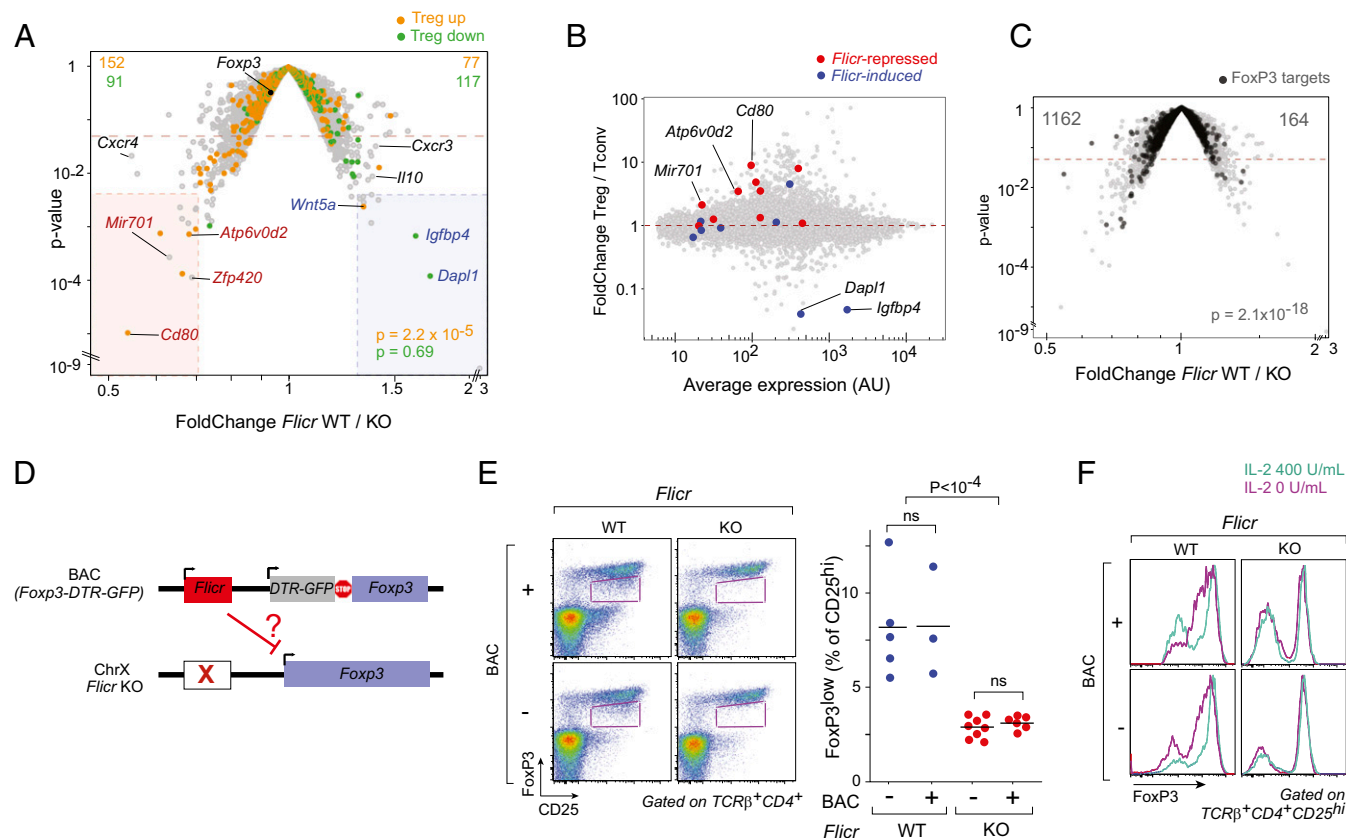 A
Treg up
Treg down
152
91
77
117
Foxp3
Cxcr4
Cxcr3
Il10
Wnt5a
Mir701
Atp6v0d2
Igfbp4
Zfp420
Dapl1
Cd80
p = 2.2 x 10-5
p = 0.69
p-value
1
10-2
10-4
10-9
0.5
1
1.5
2 3
FoldChange Flicr WT / KO
B
Flicr-repressed
Flicr-induced
FoldChange Treg / Tconv
100
10
1
0.1
Cd80
Atp6v0d2
Mir701
Dapl1
Igfbp4
10
102
103
104
Average expression (AU)
C
FoxP3 targets
1162
164
p-value
1
10-2
10-4
10-9
p = 2.1x10-18
0.5
1
2 3
FoldChange Flicr WT / KO
D
BAC
(Foxp3-DTR-GFP)
Flicr
DTR-GFP
STOP
Foxp3
?
ChrX
Flicr KO
X
Foxp3
E
Flicr
WT
KO
BAC
+
-
FoxP3
CD25
Gated on TCRβ+CD4+
P<10-4
ns
ns
FoxP3low (% of CD25hi)
10
5
0
- + - +
BAC
Flicr
WT
KO
F
IL-2 400 U/mL
IL-2 0 U/mL
Flicr
WT
KO
BAC
+
-
FoxP3
Gated on
TCRβ+CD4+CD25hi